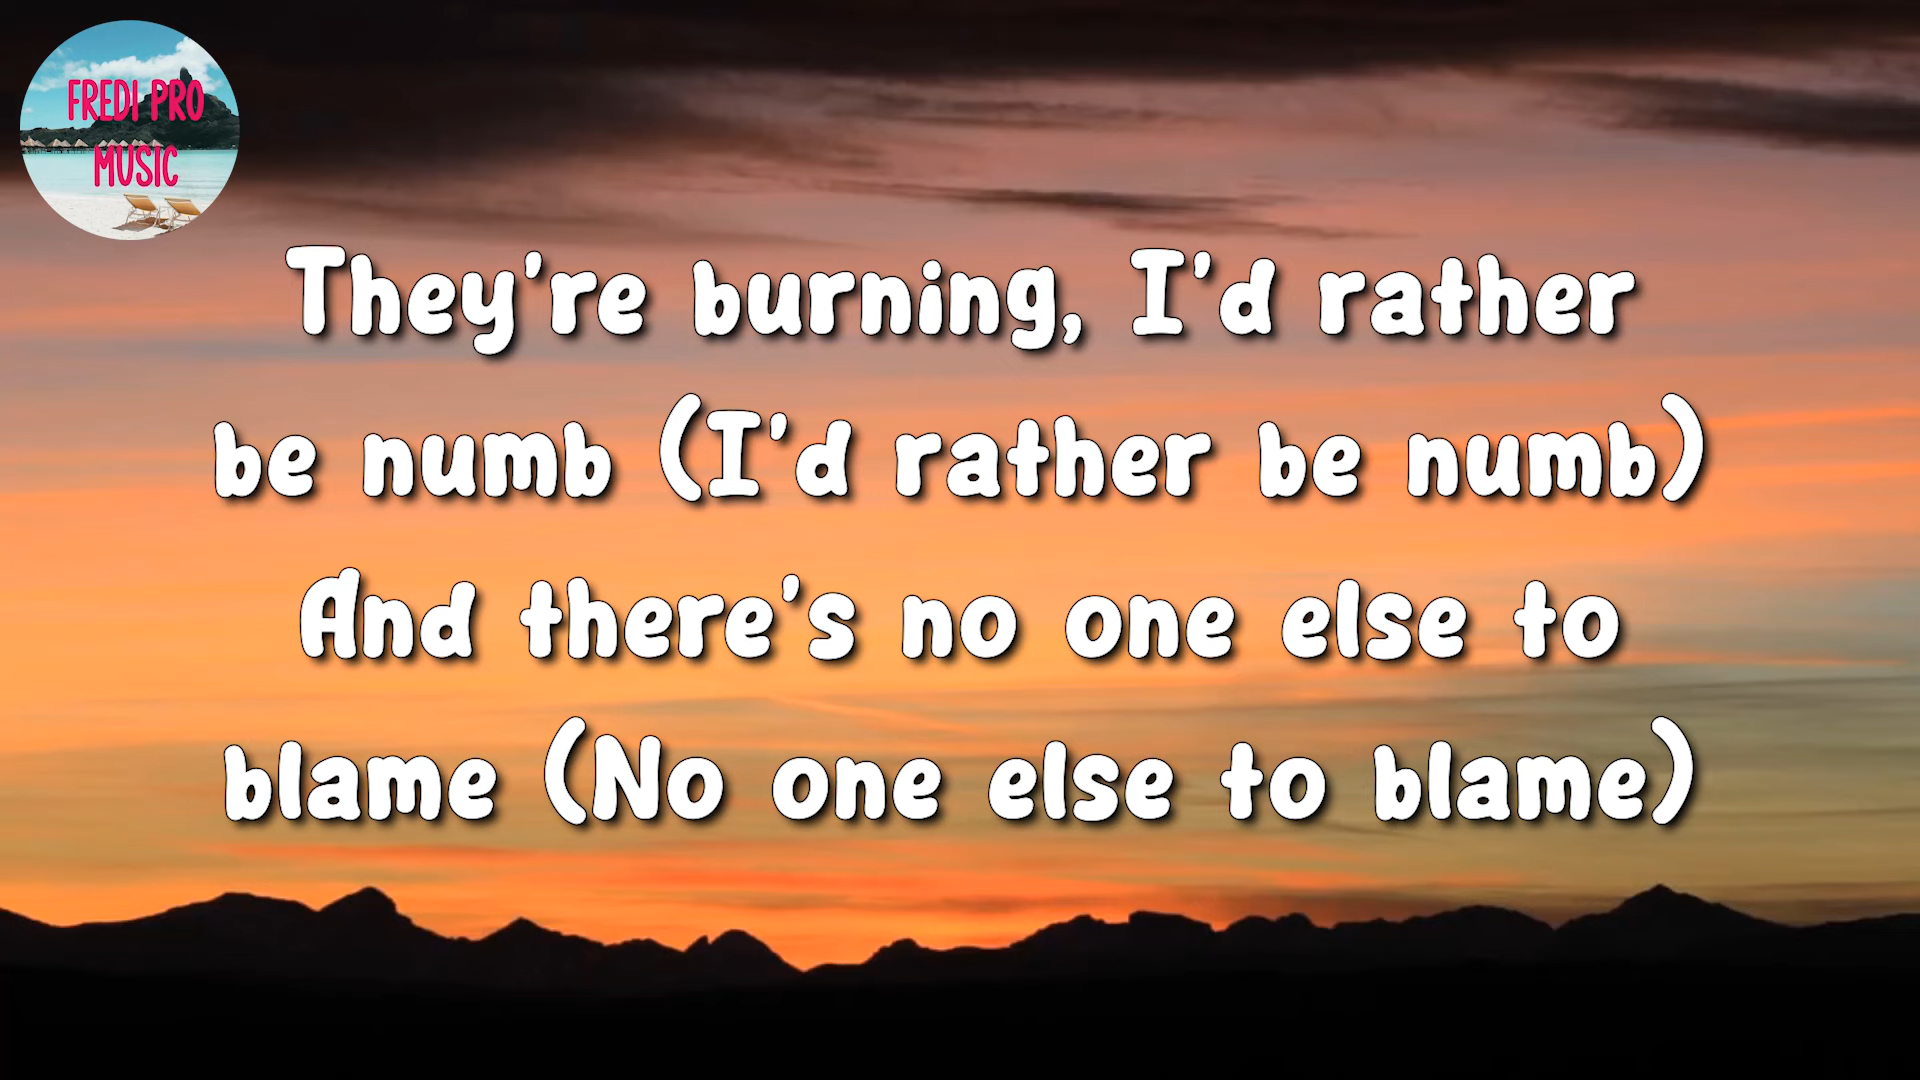 FREDI PRO
MUSIC
They're burning, I'd rather
be numb (I'd rather be numb)
And there's no one else to
blame (No one else to blame)